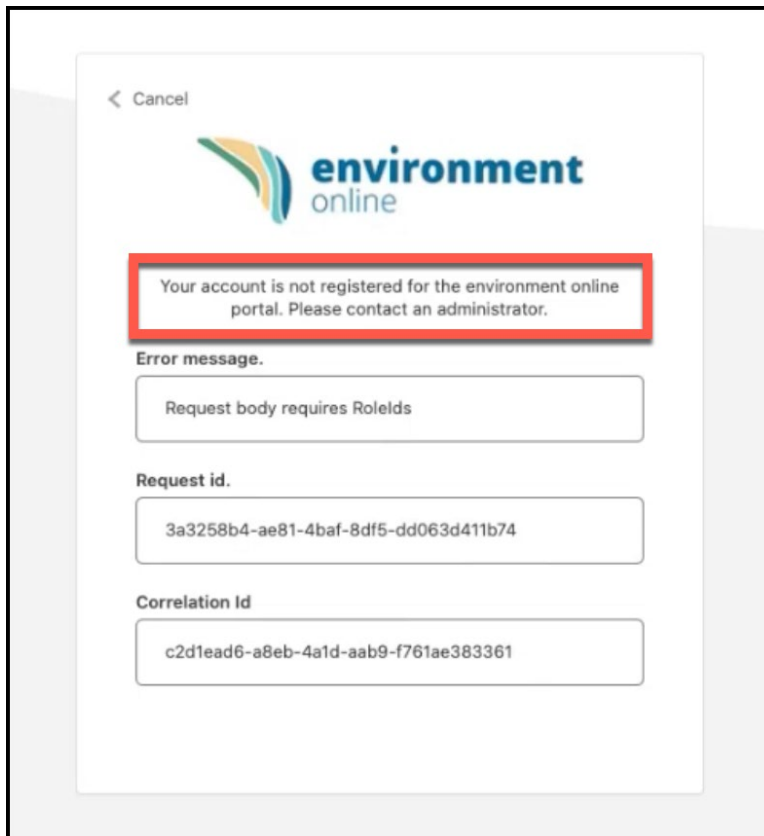 Cancel
environment
online
Your account is not registered for the environment online
portal. Please contact an administrator.
Error message.
Request body requires RoleIds
Request id.
3a3258b4-ae81-4baf-8df5-dd063d411b74
Correlation Id
c2d1ead6-a8eb-4a1d-aab9-f761ae383361